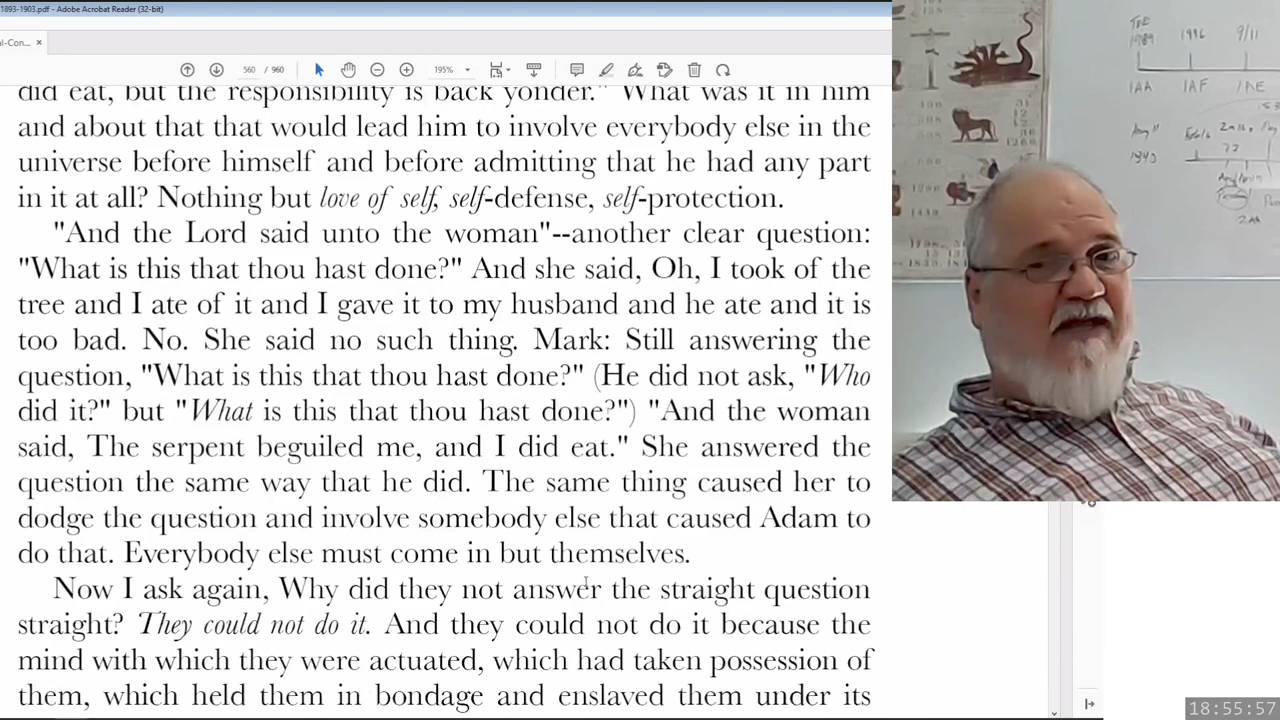 1893-1903.pdf - Adobe Acrobat Reader (32-bit)
al-Con... ×
560 / 960
195%
did eat, but the responsibility is back yonder." What was it in him
and about that that would lead him to involve everybody else in the
universe before himself and before admitting that he had any part
in it at all? Nothing but love of self, self-defense, self-protection.
"And the Lord said unto the woman"--another clear question:
"What is this that thou hast done?" And she said, Oh, I took of the
tree and I ate of it and I gave it to my husband and he ate and it is
too bad. No. She said no such thing. Mark: Still answering the
question, "What is this that thou hast done?" (He did not ask, "Who
did it?" but "What is this that thou hast done?") "And the woman
said, The serpent beguiled me, and I did eat." She answered the
question the same way that he did. The same thing caused her to
dodge the question and involve somebody else that caused Adam to
do that. Everybody else must come in but themselves.
Now I ask again, Why did they not answer the straight question
straight? They could not do it. And they could not do it because the
mind with which they were actuated, which had taken possession of
them, which held them in bondage and enslaved them under its
TOE
1989 1996 9/11
1AA 1AF 1AE
1840
2AA
18:55:57